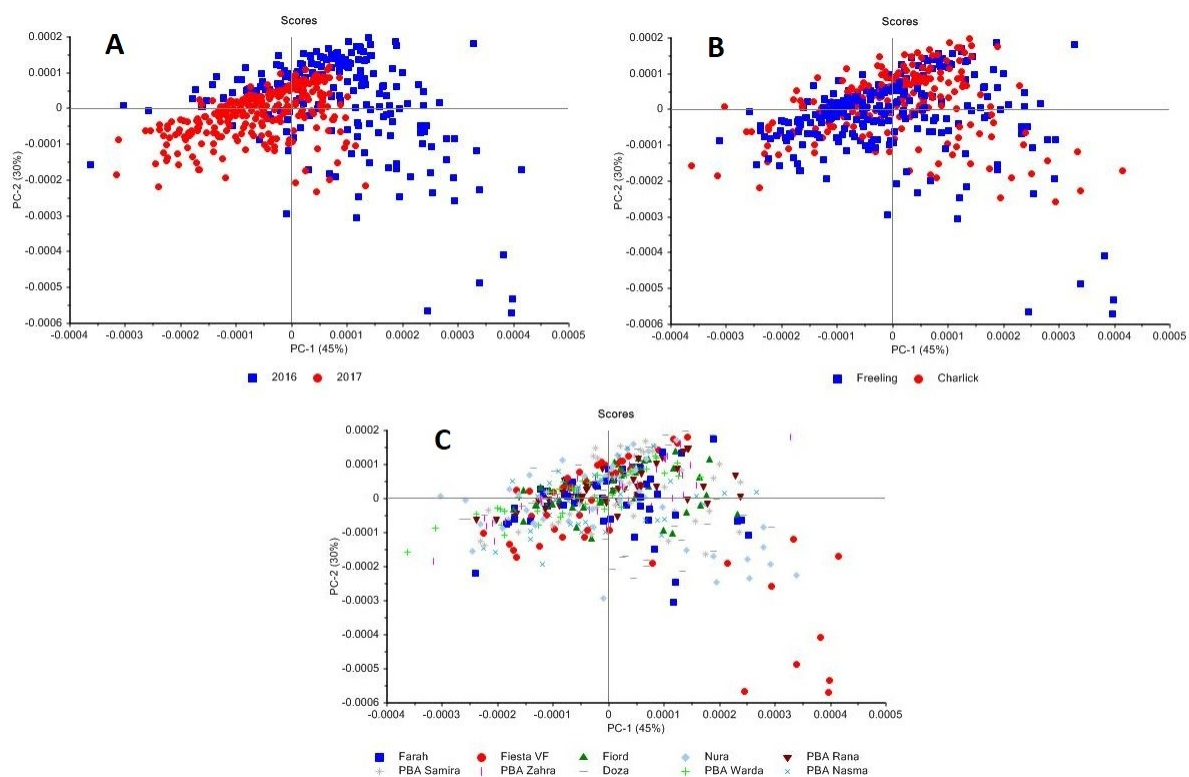 Scores
A
0.0002
0.0001
0
-0.0001
-0.0002
-0.0003
-0.0004
-0.0005
-0.0006
PC-2 (30%)
-0.0004 -0.0003 -0.0002 -0.0001 0 0.0001 0.0002 0.0003 0.0004 0.0005
PC-1 (45%)
2016 2017
Scores
B
0.0002
0.0001
0
-0.0001
-0.0002
-0.0003
-0.0004
-0.0005
-0.0006
PC-2 (30%)
-0.0004 -0.0003 -0.0002 -0.0001 0 0.0001 0.0002 0.0003 0.0004 0.0005
PC-1 (45%)
Freeling Charlick
Scores
C
0.0002
0.0001
0
-0.0001
-0.0002
-0.0003
-0.0004
-0.0005
-0.0006
PC-2 (30%)
-0.0004 -0.0003 -0.0002 -0.0001 0 0.0001 0.0002 0.0003 0.0004 0.0005
PC-1 (45%)
Farah Fiesta VF Fiord Nura PBA Rana
PBA Samira PBA Zahra Doza PBA Warda PBA Nasma